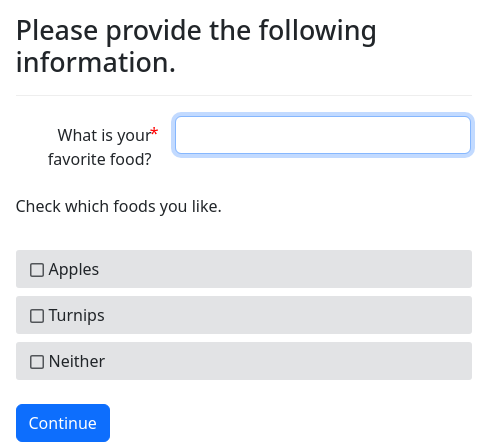 Please provide the following
information.
What is your*
favorite food?
Check which foods you like.
Apples
Turnips
Neither
Continue